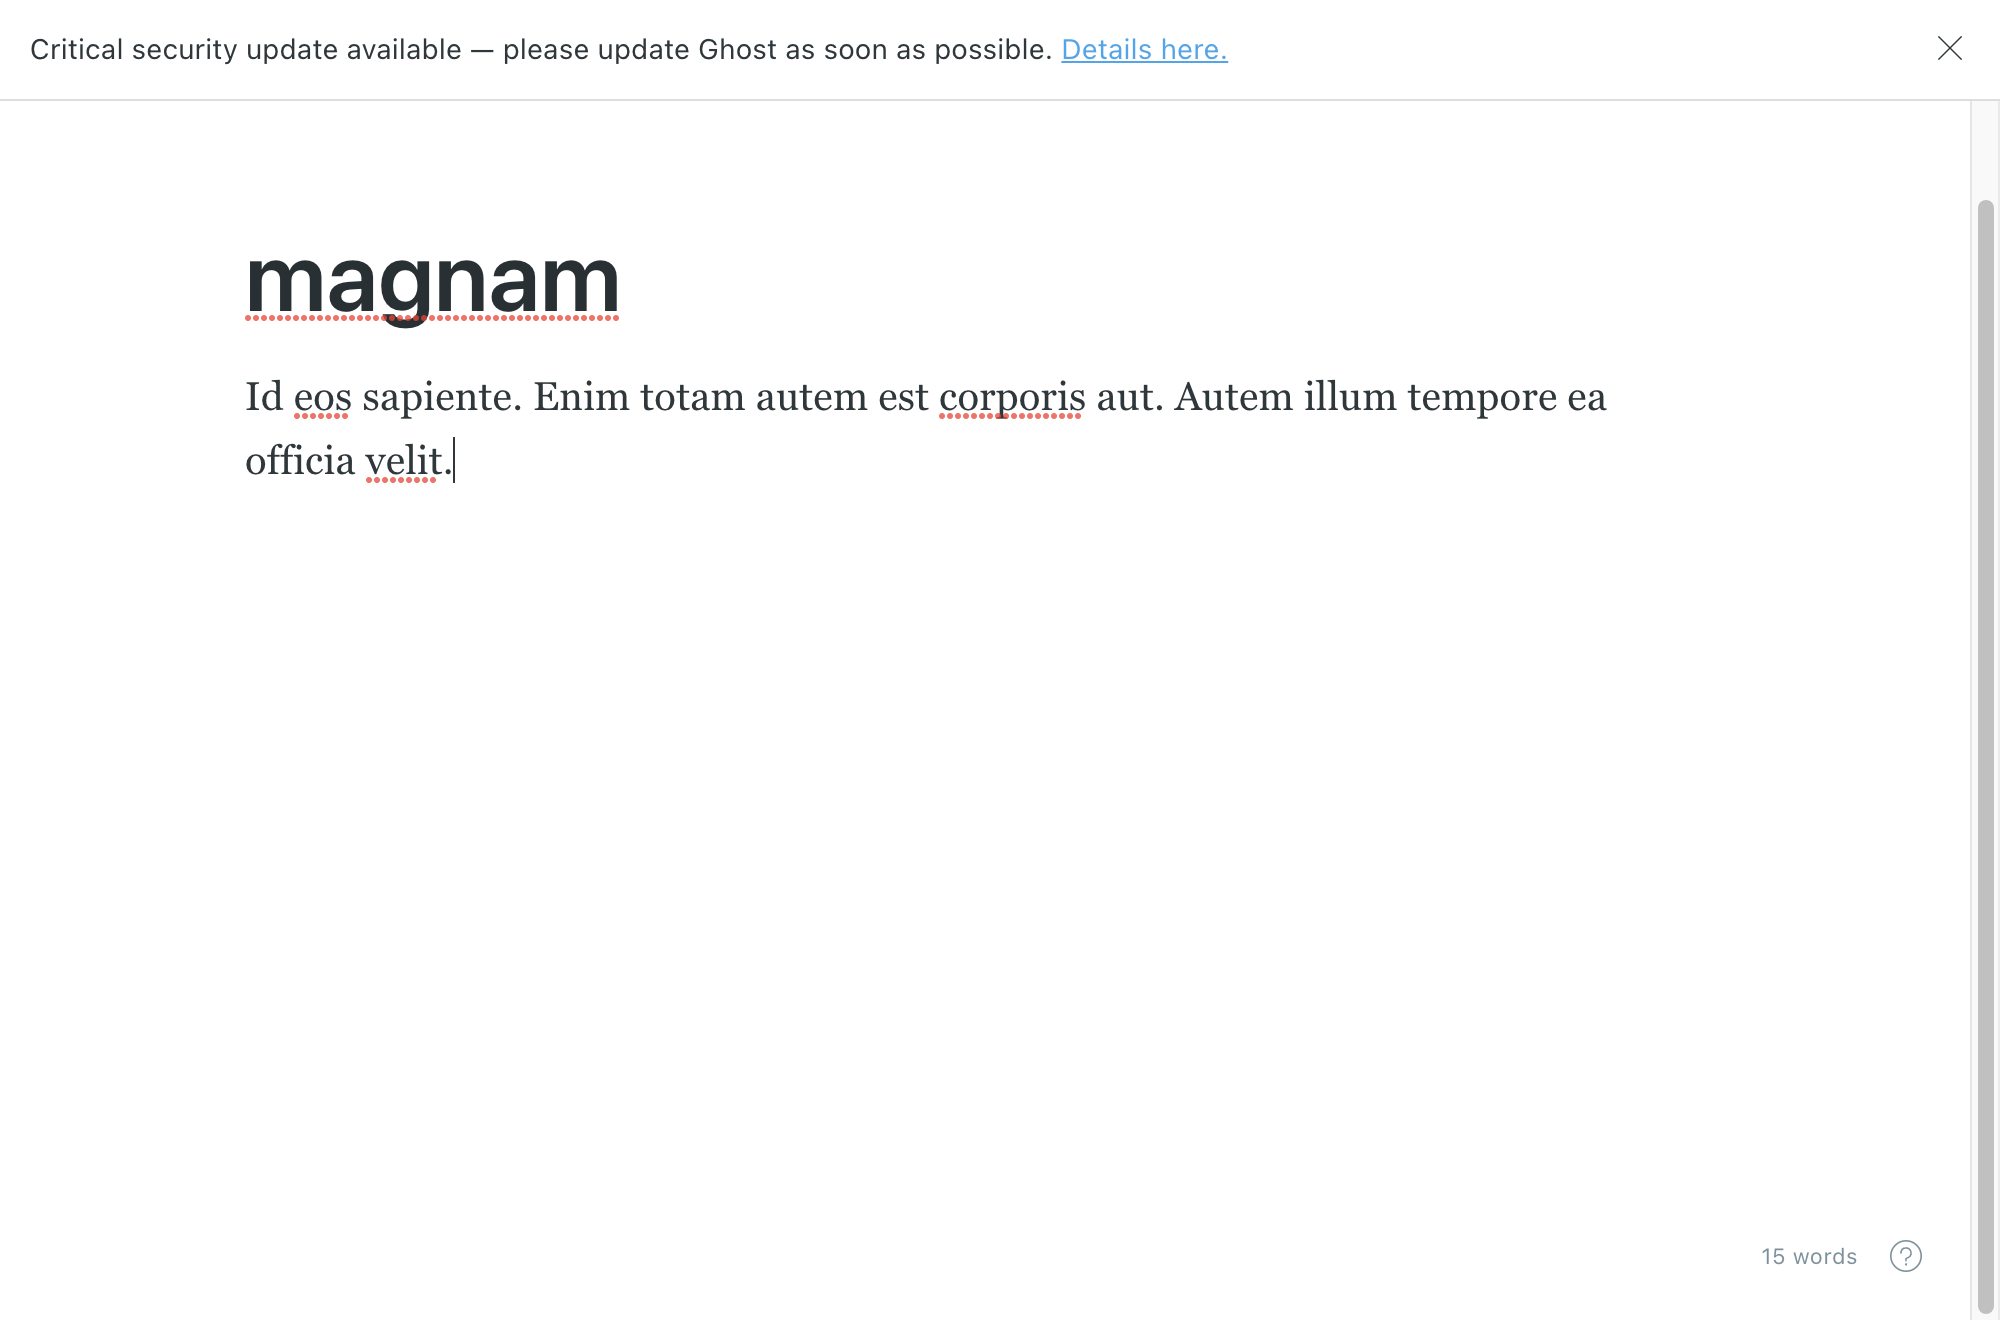 Critical security update available — please update Ghost as soon as possible. Details here.
magnam
Id eos sapiente. Enim totam autem est corporis aut. Autem illum tempore ea
officia velit.
15 words
?